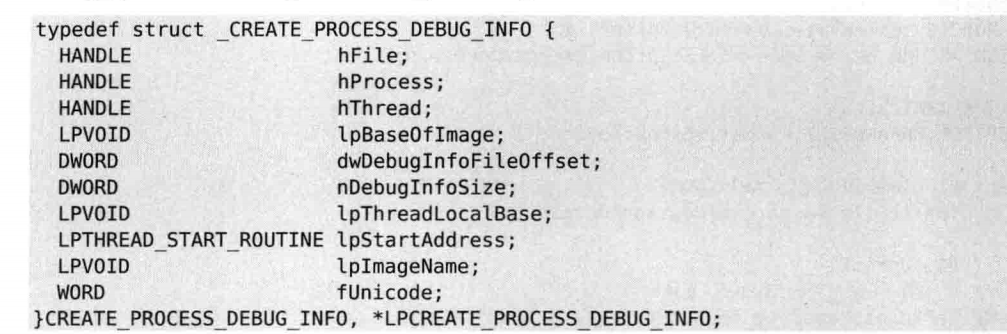 typedef struct _CREATE_PROCESS_DEBUG_INFO {
HANDLE hFile;
HANDLE hProcess;
HANDLE hThread;
LPVOID lpBaseOfImage;
DWORD dwDebugInfoFileOffset;
DWORD nDebugInfoSize;
LPVOID lpThreadLocalBase;
LPTHREAD_START_ROUTINE lpStartAddress;
LPVOID lpImageName;
WORD fUnicode;
}CREATE_PROCESS_DEBUG_INFO, *LPCREATE_PROCESS_DEBUG_INFO;